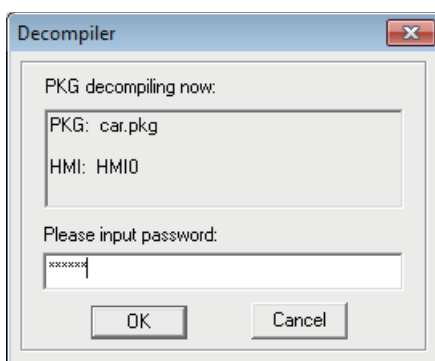 Decompiler
PKG decompiling now:
PKG: car.pkg
HMI: HMI0
Please input password:
******
OK
Cancel